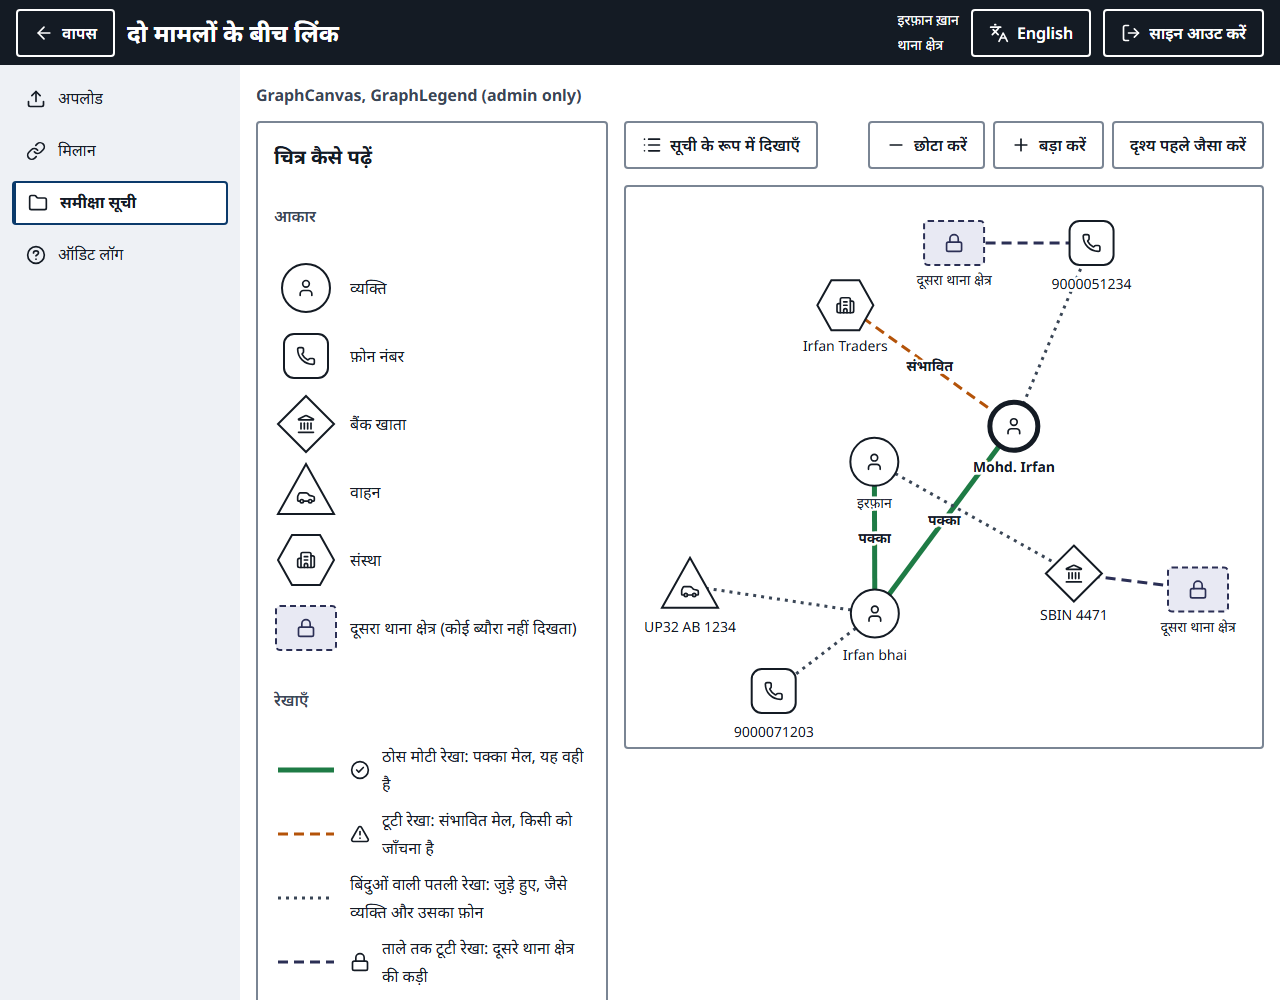 वापस
दो मामलों के बीच लिंक
इरफ़ान ख़ान
थाना क्षेत्र
English
साइन आउट करें
अपलोड
मिलान
समीक्षा सूची
ऑडिट लॉग
GraphCanvas, GraphLegend (admin only)
चित्र कैसे पढ़ें
आकार
व्यक्ति
फ़ोन नंबर
बैंक खाता
वाहन
संस्था
दूसरा थाना क्षेत्र (कोई ब्यौरा नहीं दिखता)
रेखाएँ
ठोस मोटी रेखा: पक्का मेल, यह वही
है
टूटी रेखा: संभावित मेल, किसी को
जाँचना है
बिंदुओं वाली पतली रेखा: जुड़े हुए, जैसे
व्यक्ति और उसका फ़ोन
ताले तक टूटी रेखा: दूसरे थाना क्षेत्र
की कड़ी
सूची के रूप में दिखाएँ
छोटा करें
बड़ा करें
दृश्य पहले जैसा करें
दूसरा थाना क्षेत्र
9000051234
Irfan Traders
संभावित
Mohd. Irfan
इरफ़ान
पक्का
पक्का
UP32 AB 1234
SBIN 4471
दूसरा थाना क्षेत्र
Irfan bhai
9000071203